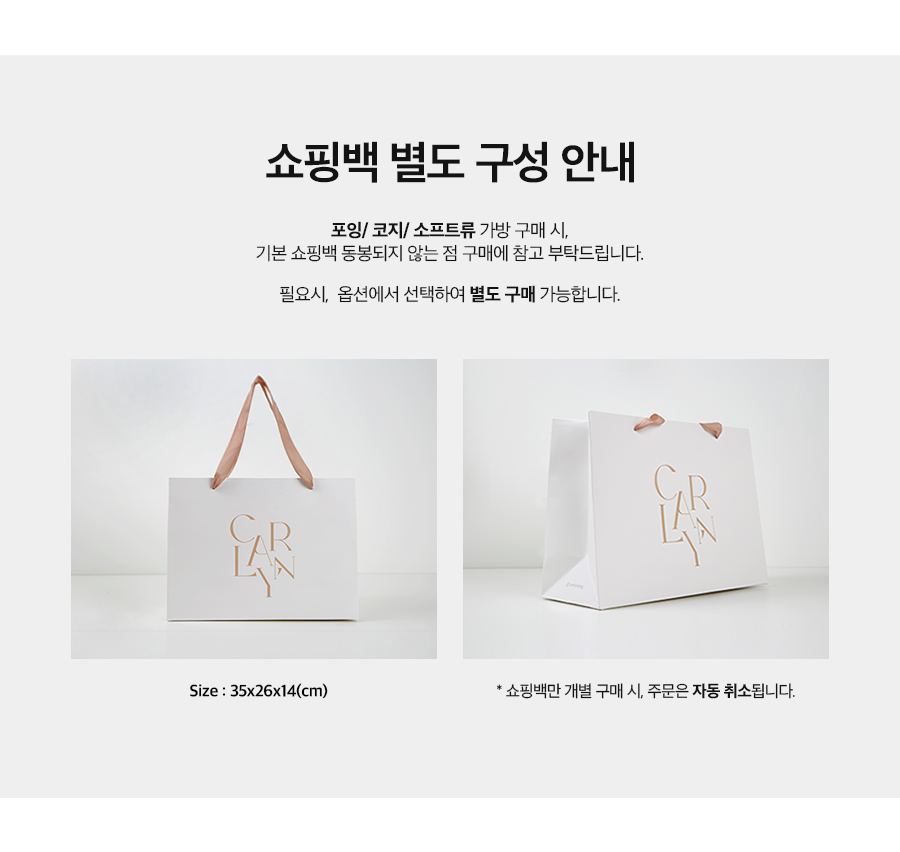 쇼핑백 별도 구성 안내
포잉/ 코지/ 소프트류 가방 구매 시,
기본 쇼핑백 동봉되지 않는 점 구매에 참고 부탁드립니다.
필요시, 옵션에서 선택하여 별도 구매 가능합니다.
CAR
LAY'N
CAR
LAY'N
Size : 35x26x14(cm)
* 쇼핑백만 개별 구매 시, 주문은 자동 취소됩니다.